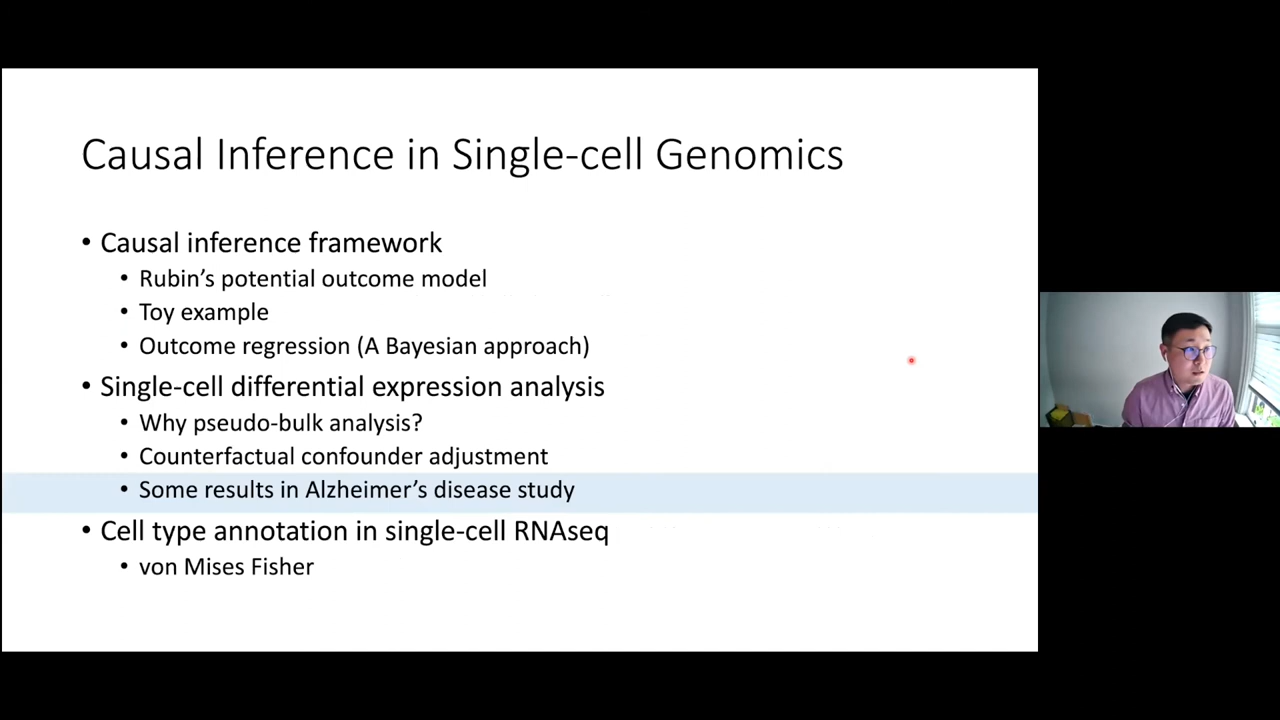 Causal Inference in Single-cell Genomics
• Causal inference framework
• Rubin’s potential outcome model
• Toy example
• Outcome regression (A Bayesian approach)
• Single-cell differential expression analysis
• Why pseudo-bulk analysis?
• Counterfactual confounder adjustment
• Some results in Alzheimer’s disease study
• Cell type annotation in single-cell RNAseq
• von Mises Fisher